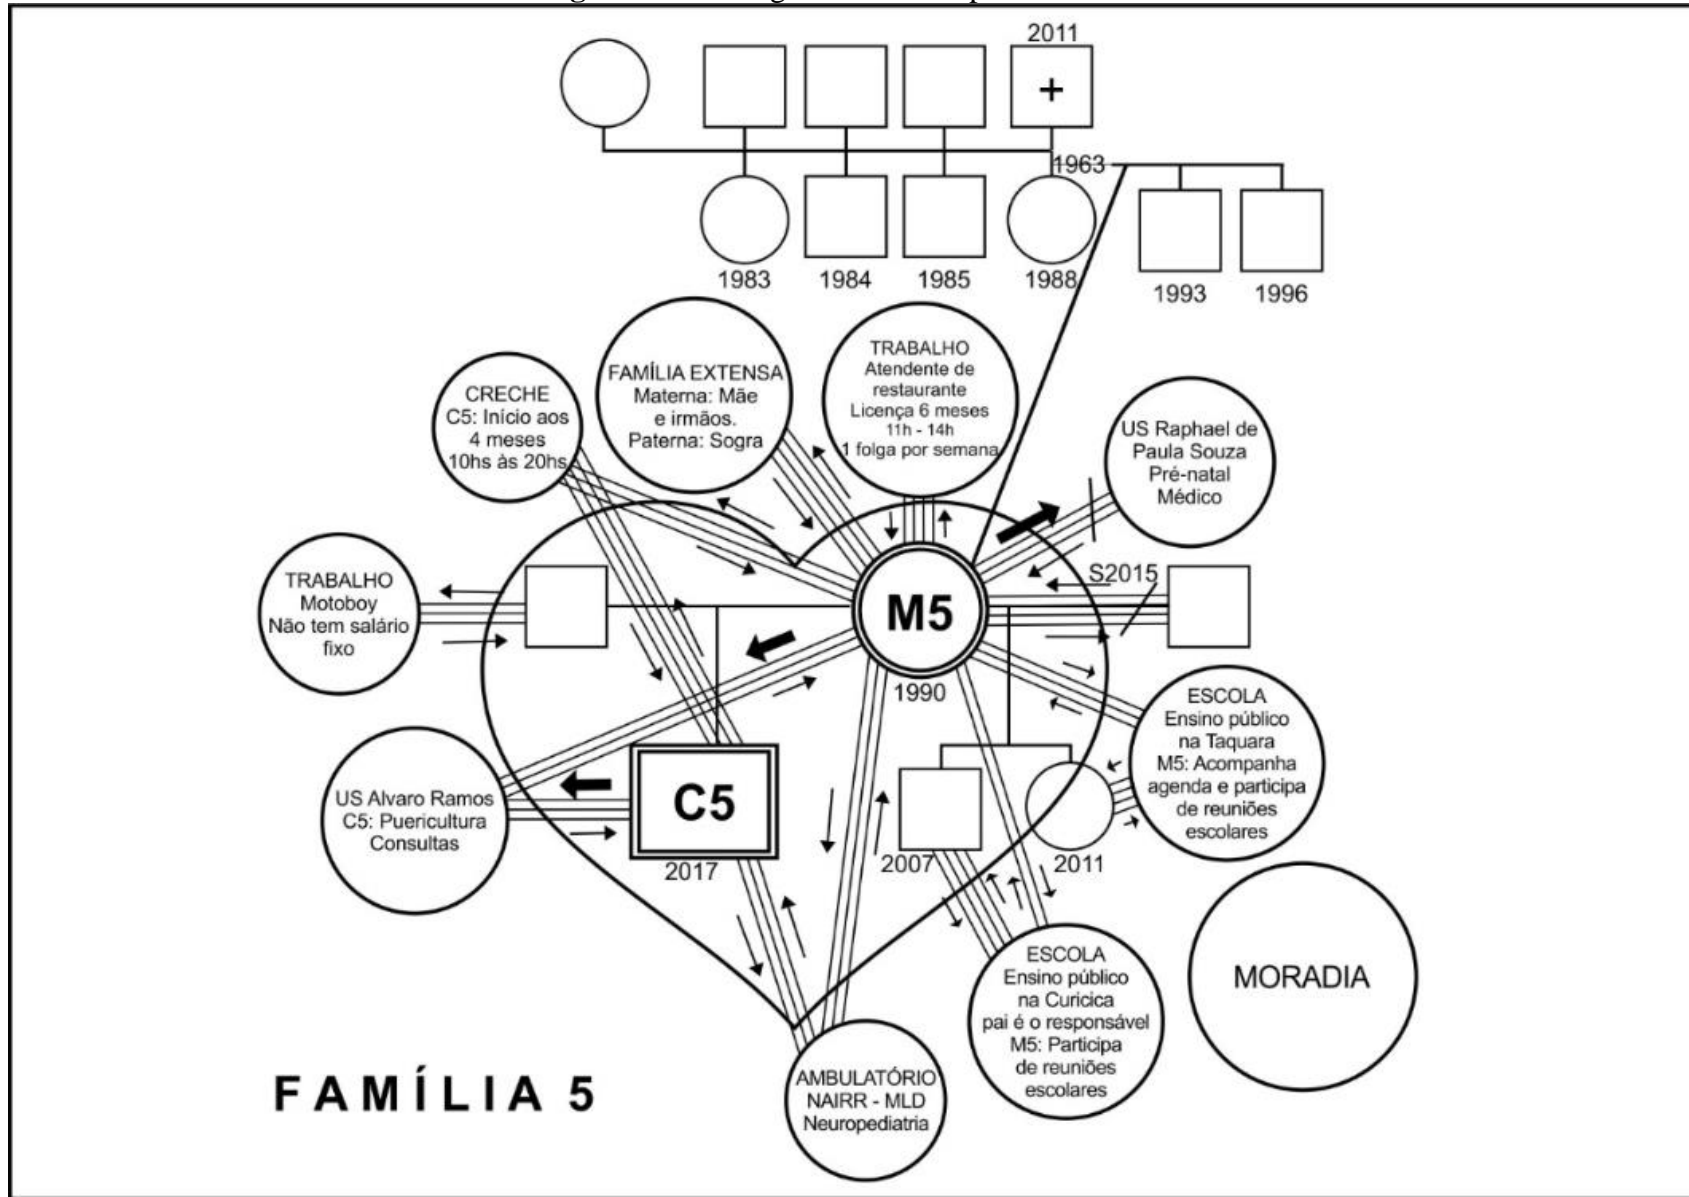 2011
+
1963
1983
1984
1985
1988
1993
1996
CRECHE
C5: Início aos
4 meses
10hs às 20hs
FAMÍLIA EXTENSA
Materna: Mãe
e irmãos.
Paterna: Sogra
TRABALHO
Atendente de
restaurante
Licença 6 meses
11h - 14h
1 folga por semana
US Raphael de
Paula Souza
Pré-natal
Médico
TRABALHO
Motoboy
Não tem salário
fixo
M5
1990
S2015
ESCOLA
Ensino público
na Taquara
M5: Acompanha
agenda e participa
de reuniões
escolares
US Alvaro Ramos
C5: Puericultura
Consultas
C5
2017
2007
2011
ESCOLA
Ensino público
na Curicica
pai é o responsável
M5: Participa
de reuniões
escolares
MORADIA
AMBULATÓRIO
NAIRR - MLD
Neuropediatria
FAMÍLIA 5